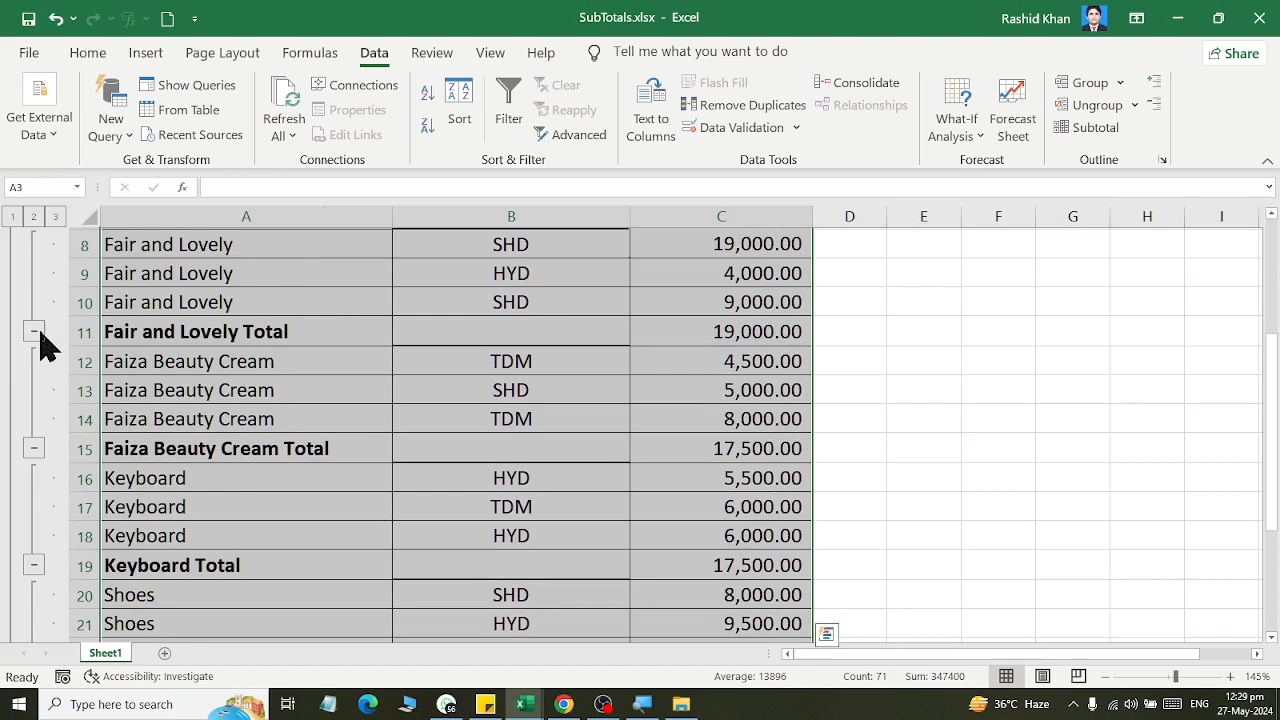 SubTotals.xlsx - Excel
Rashid Khan
File Home Insert Page Layout Formulas Data Review View Help Tell me what you want to do Share
Get External Data
New Query
Show Queries
From Table
Recent Sources
Get & Transform
Refresh All
Connections
Properties
Edit Links
Connections
Sort
Filter
Clear
Reapply
Advanced
Sort & Filter
Text to Columns
Flash Fill
Remove Duplicates
Data Validation
Consolidate
Relationships
Data Tools
What-If Analysis
Forecast Sheet
Forecast
Group
Ungroup
Subtotal
Outline
A3 fx
1 2 3 A B C D E F G H I
8 Fair and Lovely SHD 19,000.00
9 Fair and Lovely HYD 4,000.00
10 Fair and Lovely SHD 9,000.00
11 Fair and Lovely Total 19,000.00
12 Faiza Beauty Cream TDM 4,500.00
13 Faiza Beauty Cream SHD 5,000.00
14 Faiza Beauty Cream TDM 8,000.00
15 Faiza Beauty Cream Total 17,500.00
16 Keyboard HYD 5,500.00
17 Keyboard TDM 6,000.00
18 Keyboard HYD 6,000.00
19 Keyboard Total 17,500.00
20 Shoes SHD 8,000.00
21 Shoes HYD 9,500.00
Sheet1
Ready Accessibility: Investigate Average: 13896 Count: 71 Sum: 347400 145%
Type here to search 36°C Haze ENG 12:29 pm
27-May-2024